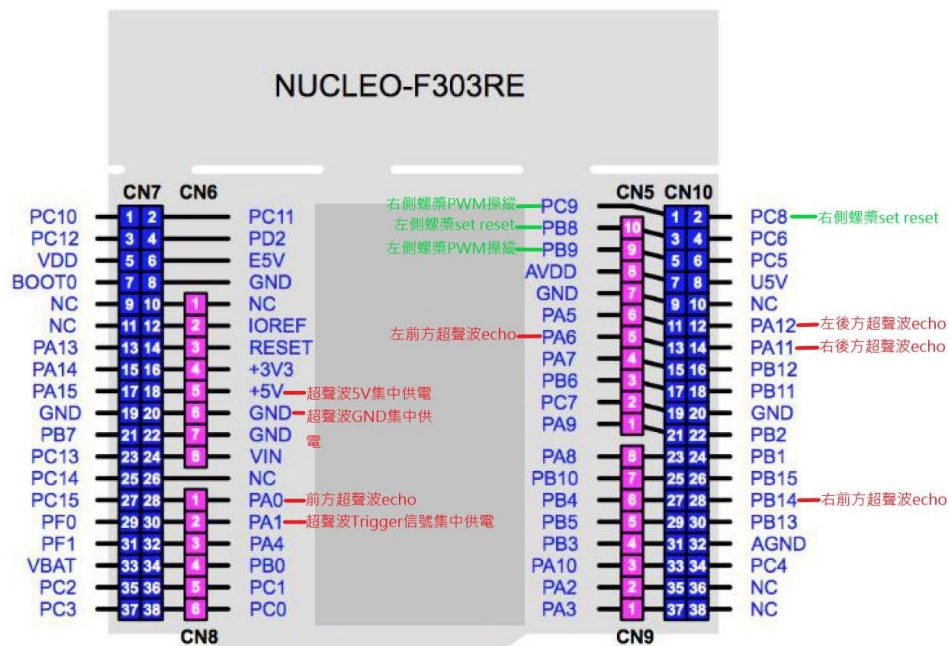 NUCLEO-F303RE
CN7 CN6
PC10 1 2 PC11
PC12 3 4 PD2
VDD 5 6 E5V
BOOT0 7 8 GND
NC 9 10 1 NC
NC 11 12 2 IOREF
PA13 13 14 3 RESET
PA14 15 16 4 +3V3
PA15 17 18 5 +5V 超聲波5V集中供電
GND 19 20 6 GND 超聲波GND集中供
電
PB7 21 22 7 GND
PC13 23 24 8 VIN
PC14 25 26 NC
PC15 27 28 1 PA0 前方超聲波echo
PF0 29 30 2 PA1 超聲波Trigger信號集中供電
PF1 31 32 3 PA4
VBAT 33 34 4 PB0
PC2 35 36 5 PC1
PC3 37 38 6 PC0
CN8
CN5 CN10
右側螺槳PWM操縱 PC9 1 2 PC8 右側螺槳set reset
左側螺槳set reset PB8 10 3 4 PC6
左側螺槳PWM操縱 PB9 9 5 6 PC5
AVDD 8 7 8 U5V
GND 7 9 10 NC
PA5 6 11 12 PA12 左後方超聲波echo
左前方超聲波echo PA6 5 13 14 PA11 右後方超聲波echo
PA7 4 15 16 PB12
PB6 3 17 18 PB11
PC7 2 19 20 GND
PA9 1 21 22 PB2
PA8 8 23 24 PB1
PB10 7 25 26 PB15
PB4 6 27 28 PB14 右前方超聲波echo
PB5 5 29 30 PB13
PB3 4 31 32 AGND
PA10 3 33 34 PC4
PA2 2 35 36 NC
PA3 1 37 38 NC
CN9